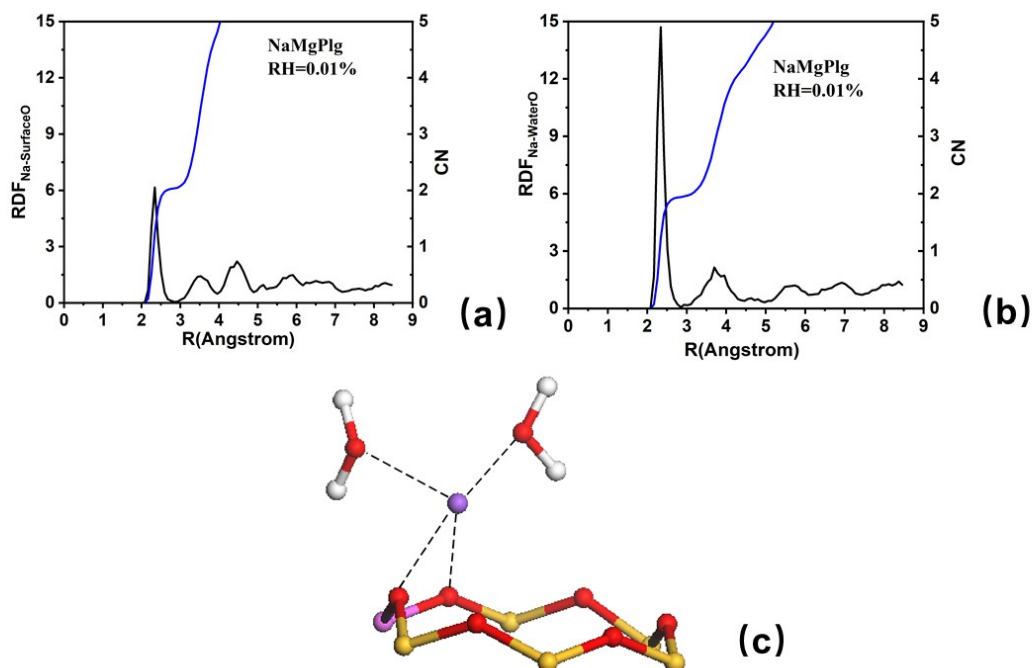 15
12
9
6
3
0
RDF Na-SurfaceO
NaMgPlg
RH=0.01%
5
4
3
2
1
0
CN
0 1 2 3 4 5 6 7 8 9
R(Angstrom)
(a)
15
12
9
6
3
0
RDF Na-WaterO
NaMgPlg
RH=0.01%
5
4
3
2
1
0
CN
0 1 2 3 4 5 6 7 8 9
R(Angstrom)
(b)
(c)